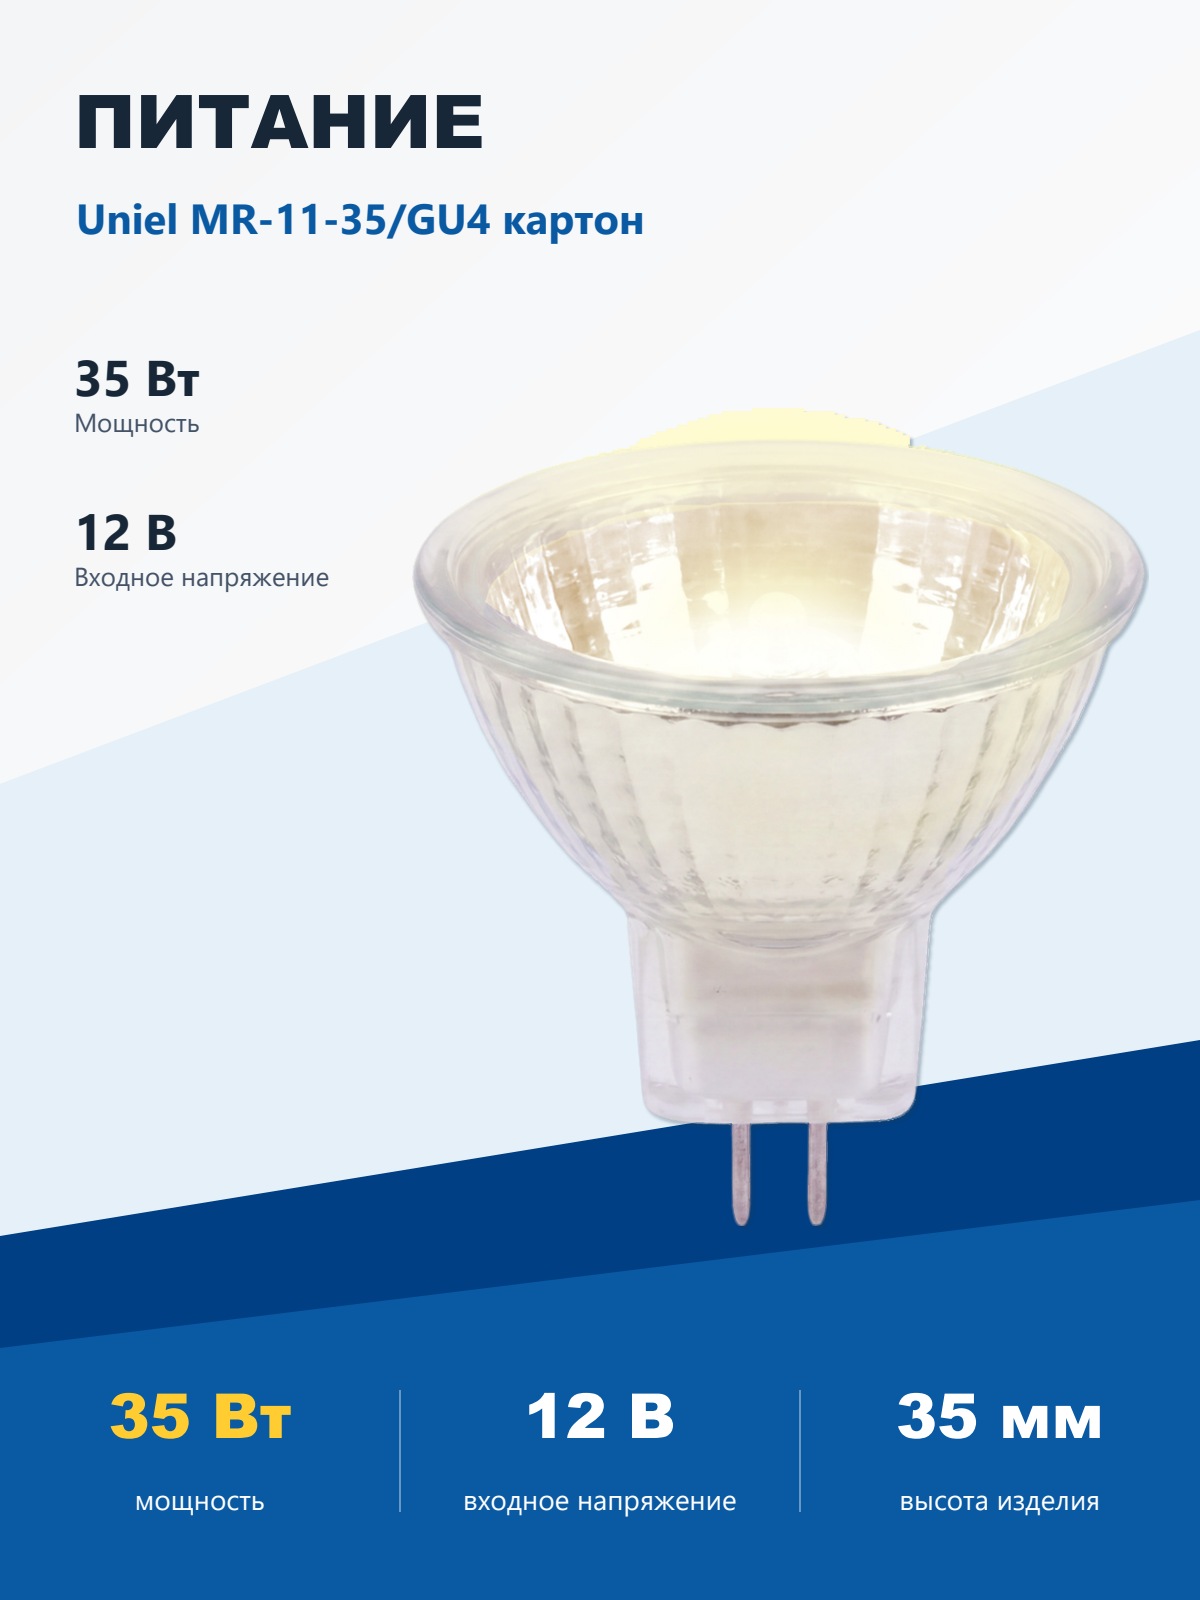 ПИТАНИЕ
Uniel MR-11-35/GU4 картон
35 Вт
Мощность
12 В
Входное напряжение
35 Вт
мощность
12 В
входное напряжение
35 мм
высота изделия